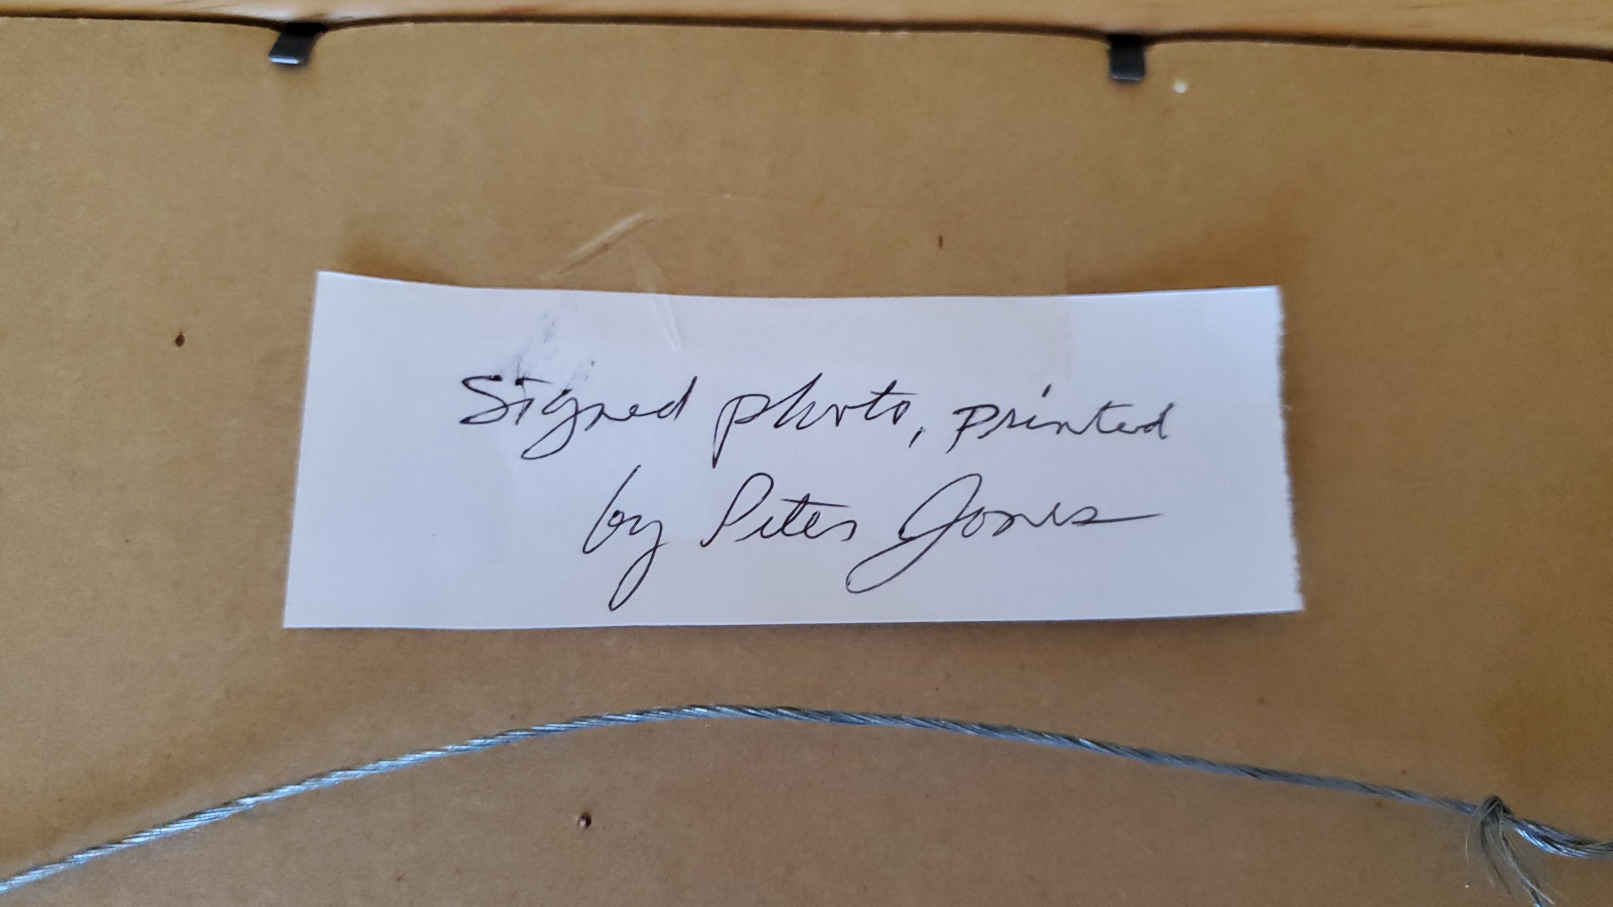 Signed photo, printed
by Peter Jones